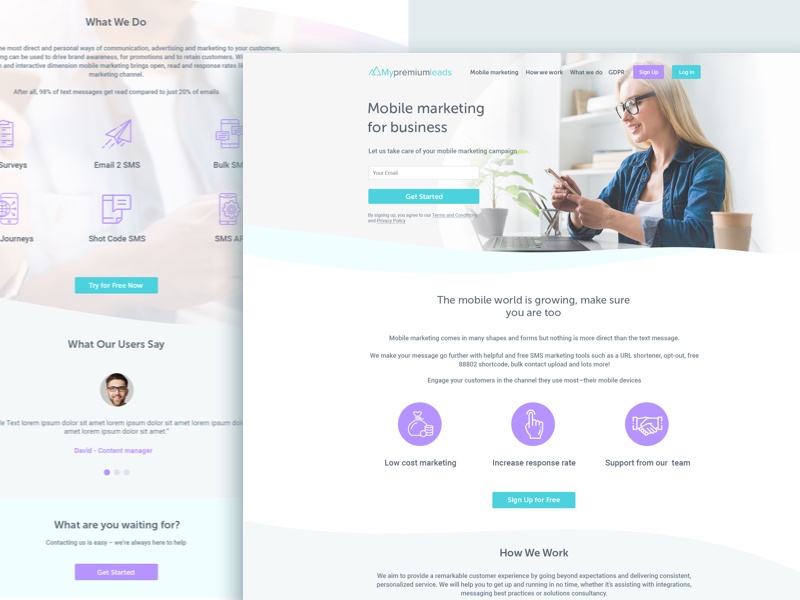 What We Do
most direct and personal ways of communication, advertising and marketing to your customers,
can be used to drive brand awareness, for promotions and to retain customers.
and interactive dimension mobile marketing brings open, read and response rates
marketing channel.
After all, 98% of text messages get read compared to just 20% of emails
Surveys
Email 2 SMS
Bulk
Journeys
Shot Code SMS
SMS
Try for Free Now
What Our Users Say
Text lorem ipsum dolor sit amet lorem ipsum dolor sit amet lorem ipsum
amet lorem ipsum dolor sit amet."
David - Content manager
What are you waiting for?
Contacting us is easy – we're always here to help
Get Started
Mypremiumleads
Mobile marketing
How we work
What we do
GDPR
Sign Up
Log in
Mobile marketing
for business
Let us take care of your mobile marketing campaign
Your Email
Get Started
By signing up, you agree to our Terms and Conditions
and Privacy Policy
The mobile world is growing, make sure
you are too
Mobile marketing comes in many shapes and forms but nothing is more direct than the text message.
We make your message go further with helpful and free SMS marketing tools such as a URL shortener, opt-out, free
88802 shortcode, bulk contact upload and lots more!
Engage your customers in the channel they use most—their mobile devices
Low cost marketing
Increase response rate
Support from our team
Sign Up for Free
How We Work
We aim to provide a remarkable customer experience by going beyond expectations and delivering consistent,
personalized service. We will help you to get up and running in no time, whether it's assisting with integrations,
messaging best practices or solutions consultancy.